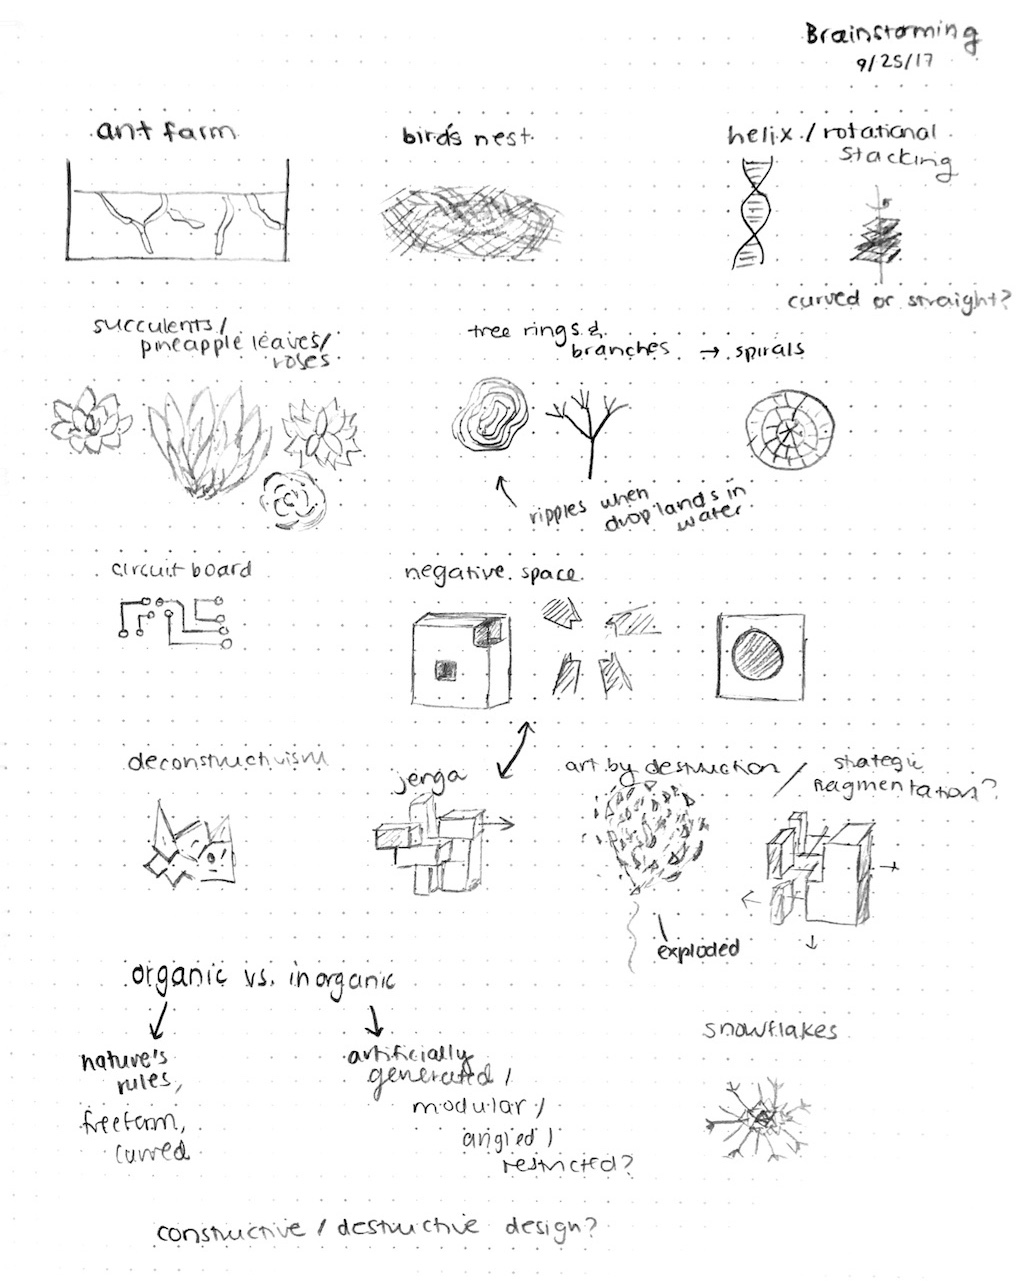 Brainstorming
9/25/17
ant farm
bird's nest
helix / rotational
stacking
curved or straight?
succulents/
pineapple leaves/
roses
tree rings &
branches → spirals
ripples when
drop lands in
water
circuit board
negative space
deconstructivism
jenga
art by destruction / strategic
fragmentation?
exploded
organic vs. inorganic
nature's
rules,
freeform,
curved
artificially
generated /
modular /
angled /
restricted?
snowflakes
constructive / destructive design?